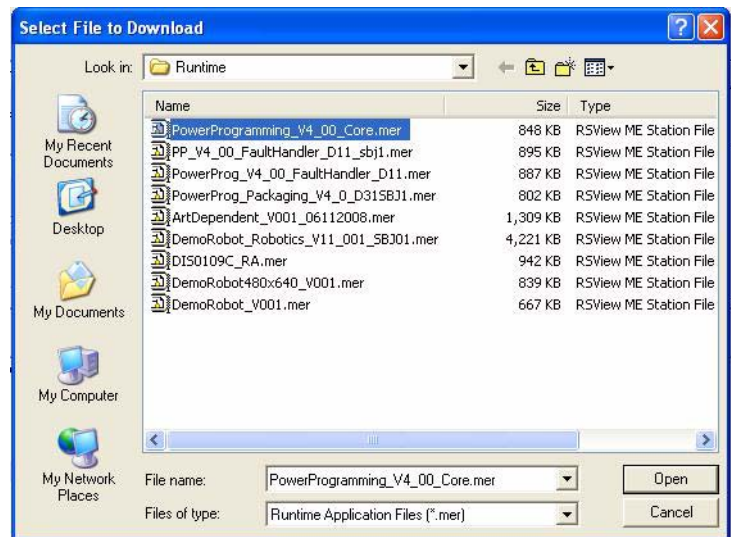 Select File to Download
Look in: Runtime
My Recent Documents
Desktop
My Documents
My Computer
My Network Places
Name Size Type
PowerProgramming_V4_00_Core.mer 848 KB RSView ME Station File
PP_V4_00_FaultHandler_D11_sbj1.mer 895 KB RSView ME Station File
PowerProg_V4_00_FaultHandler_D11.mer 887 KB RSView ME Station File
PowerProg_Packaging_V4_0_D31SBJ1.mer 802 KB RSView ME Station File
ArtDependent_V001_06112008.mer 1,309 KB RSView ME Station File
DemoRobot_Robotics_V11_001_SBJ01.mer 4,221 KB RSView ME Station File
DIS0109C_RA.mer 942 KB RSView ME Station File
DemoRobot480x640_V001.mer 839 KB RSView ME Station File
DemoRobot_V001.mer 667 KB RSView ME Station File
File name: PowerProgramming_V4_00_Core.mer Open
Files of type: Runtime Application Files (*.mer) Cancel